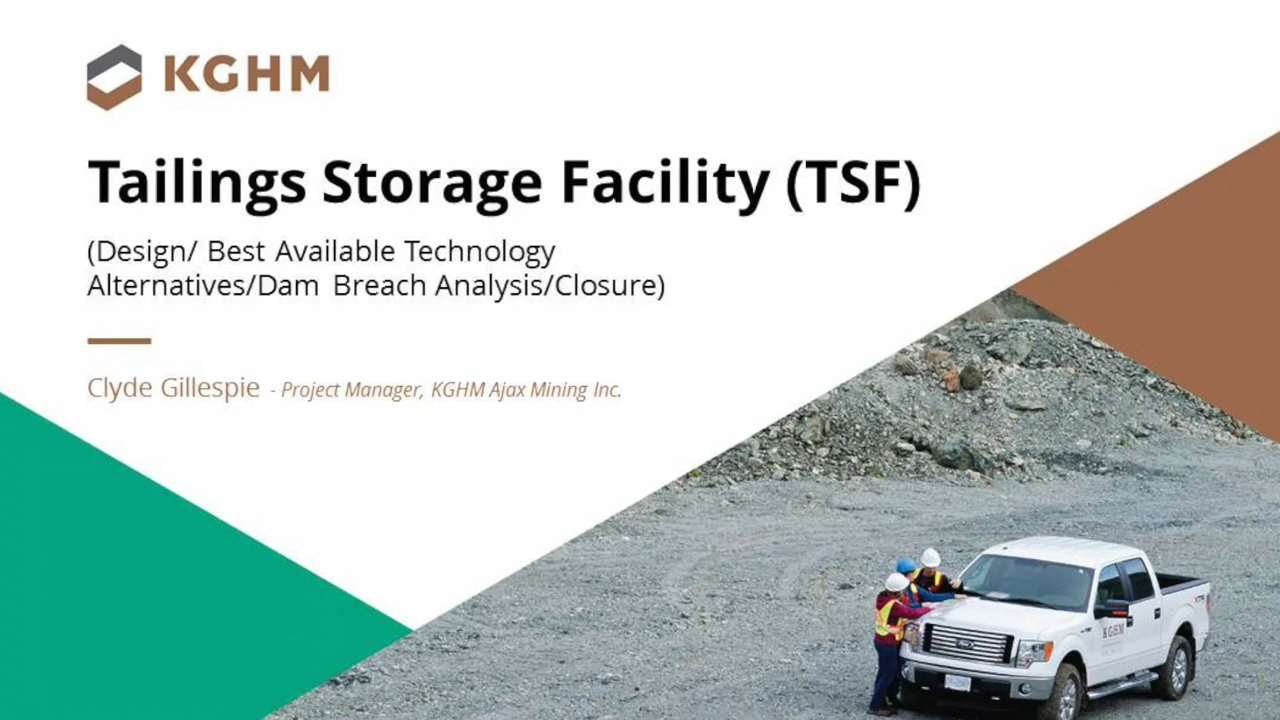 KGHM
Tailings Storage Facility (TSF)
(Design/ Best Available Technology
Alternatives/Dam Breach Analysis/Closure)
Clyde Gillespie - Project Manager, KGHM Ajax Mining Inc.
KGHM